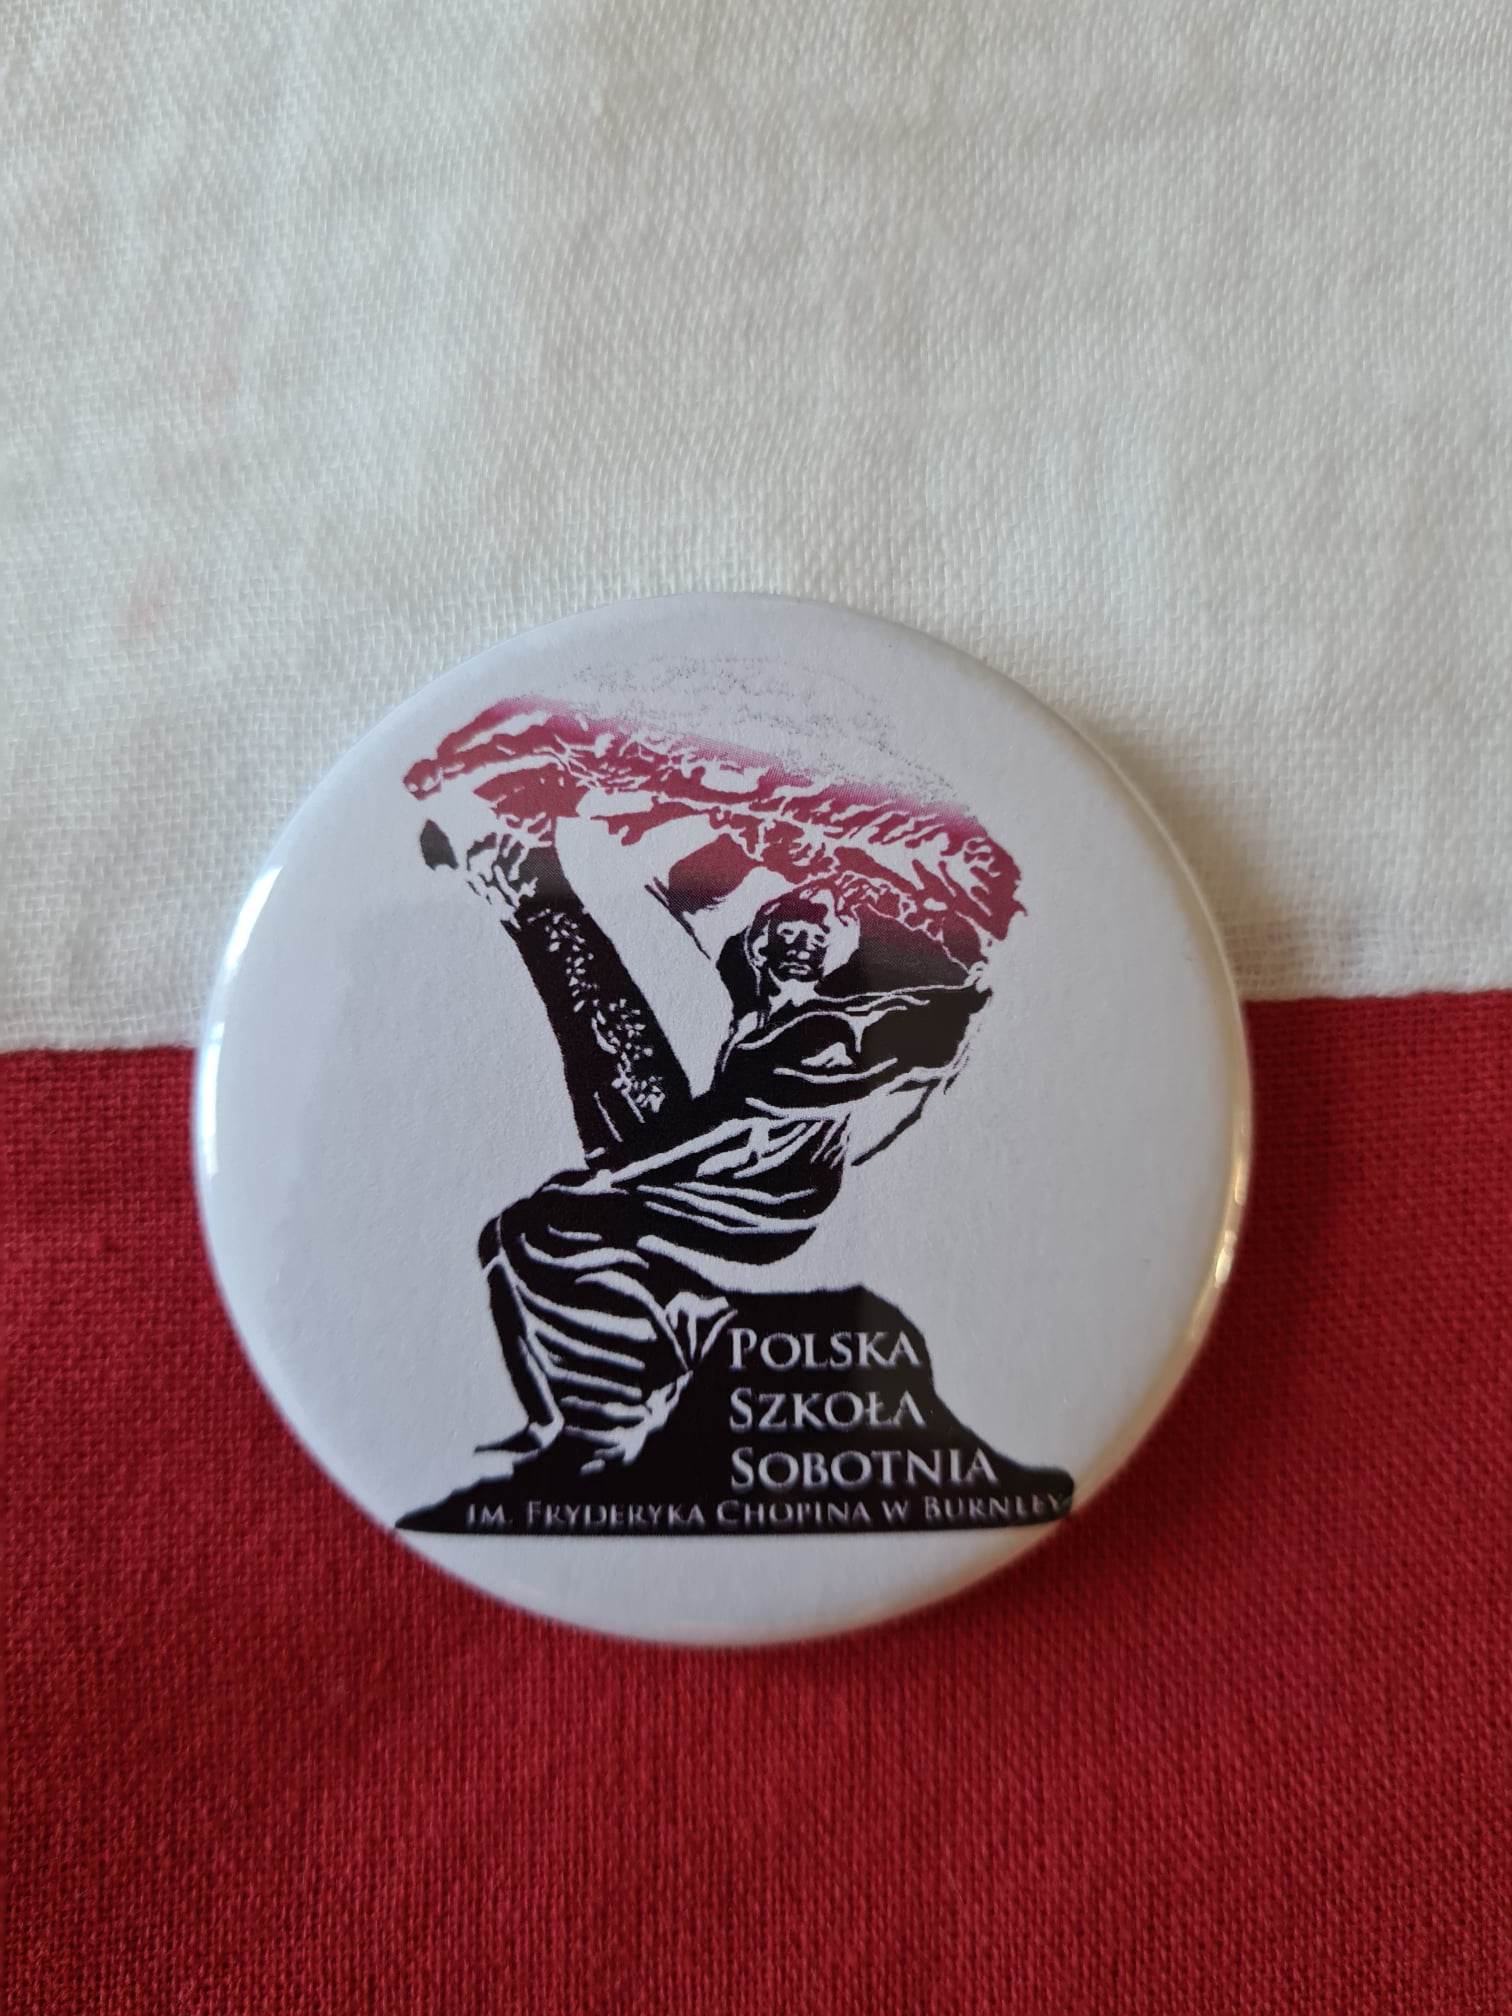 POLSKA
SZKOŁA
SOBOTNIA
IM. FRYDERYKA CHOPINA W BURNLEY